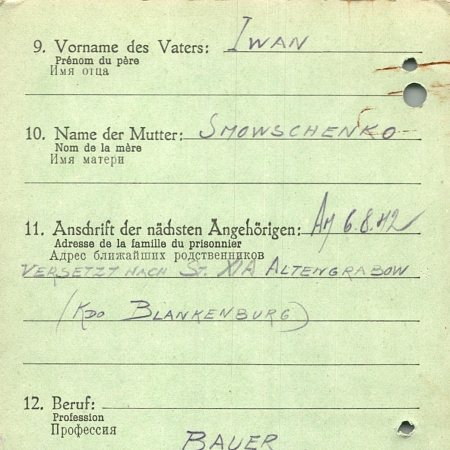 9. Vorname des Vaters: IWAN
Prénom du père
Имя отца
10. Name der Mutter: SMOWSCHENKO
Nom de la mère
Имя матери
11. Anschrift der nächsten Angehörigen: Am 6.8.42
Adresse de la famille du prisonnier
Адрес ближайших родственников
VERSETZT NACH ST. XIA ALTENGRABOW
(KDO BLANKENBURG)
12. Beruf:
Profession
Профессия
BAUER